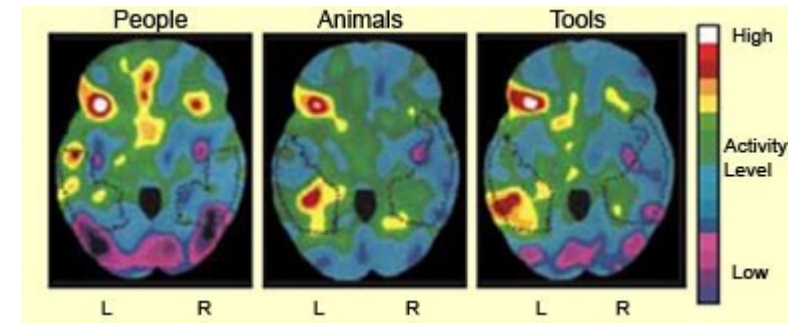 People Animals Tools
High
Activity
Level
Low
L R L R L R